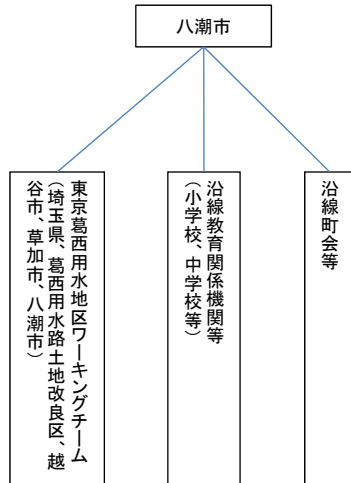 八潮市
東京葛西用水地区ワーキングチーム
（埼玉県、葛西用水路土地改良区、越
谷市、草加市、八潮市）
沿線教育関係機関等
（小学校、中学校等）
沿線町会等